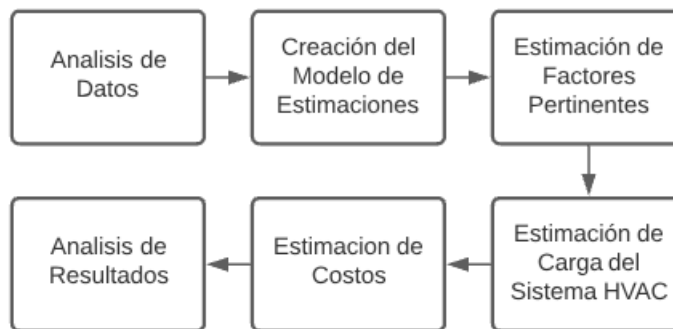 Analisis de
Datos
Creación del
Modelo de
Estimaciones
Estimación de
Factores
Pertinentes
Estimación de
Carga del
Sistema HVAC
Estimacion de
Costos
Analisis de
Resultados